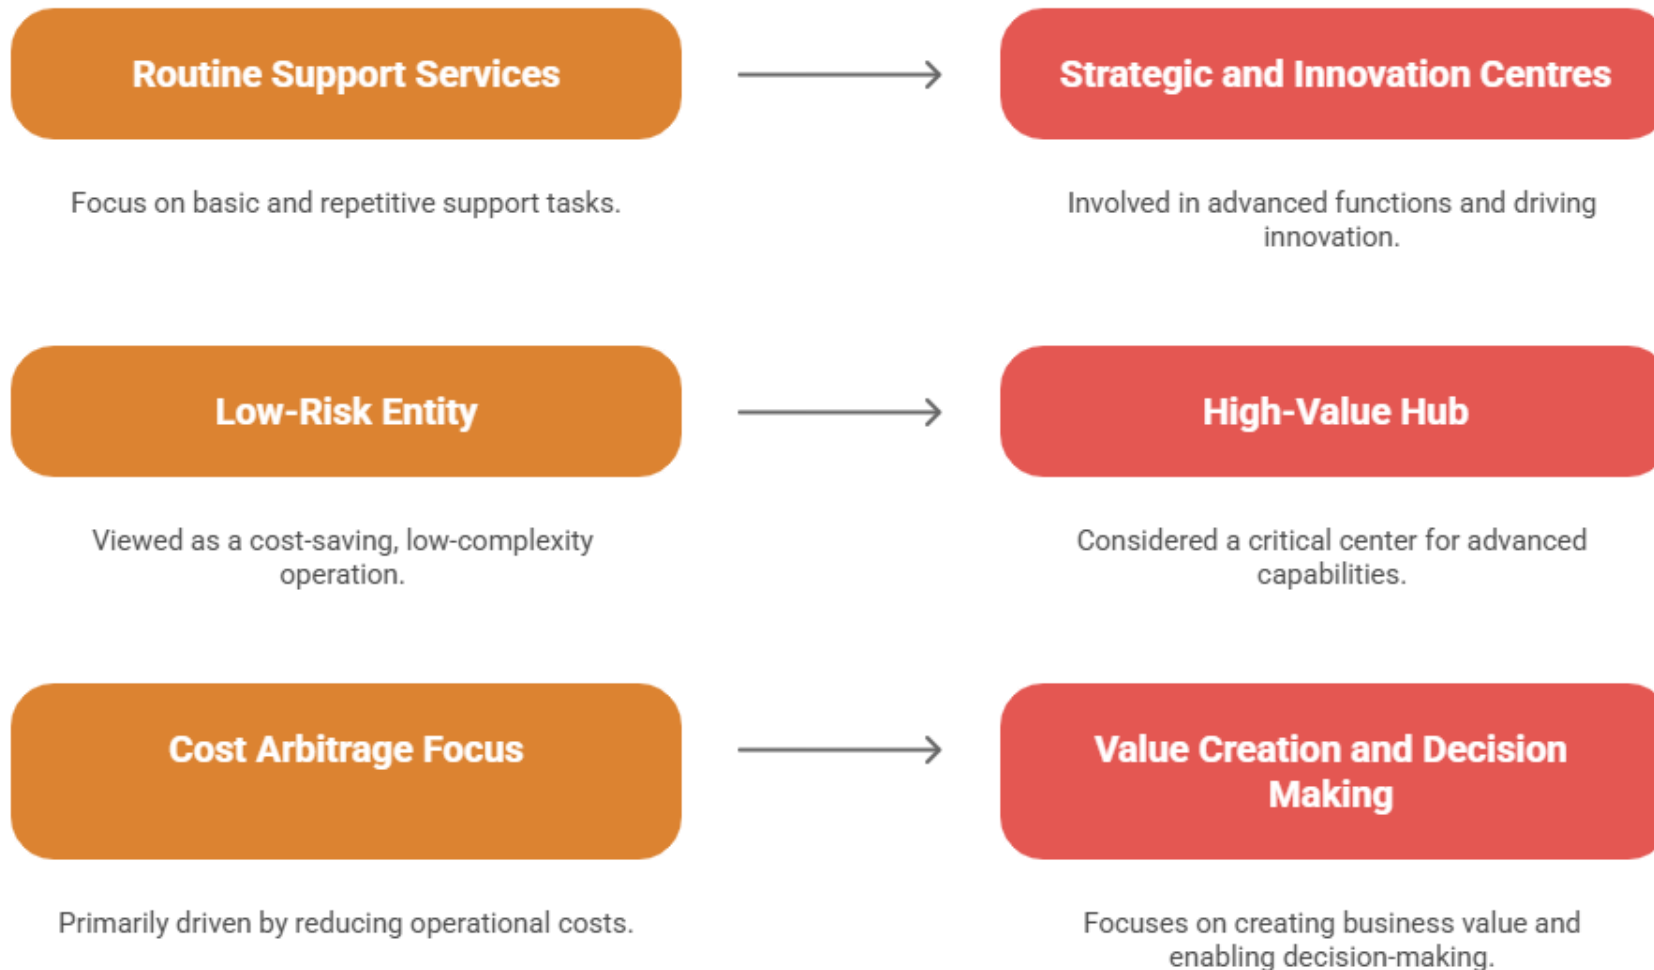 Routine Support Services
Strategic and Innovation Centres
Focus on basic and repetitive support tasks.
Involved in advanced functions and driving
innovation.
Low-Risk Entity
High-Value Hub
Viewed as a cost-saving, low-complexity
operation.
Considered a critical center for advanced
capabilities.
Cost Arbitrage Focus
Value Creation and Decision
Making
Primarily driven by reducing operational costs.
Focuses on creating business value and
enabling decision-making.